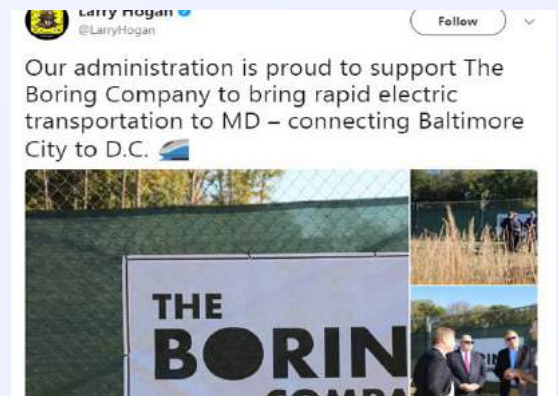 Larry Hogan
@LarryHogan
Follow
Our administration is proud to support The
Boring Company to bring rapid electric
transportation to MD – connecting Baltimore
City to D.C.
THE
BORIN
COMPA